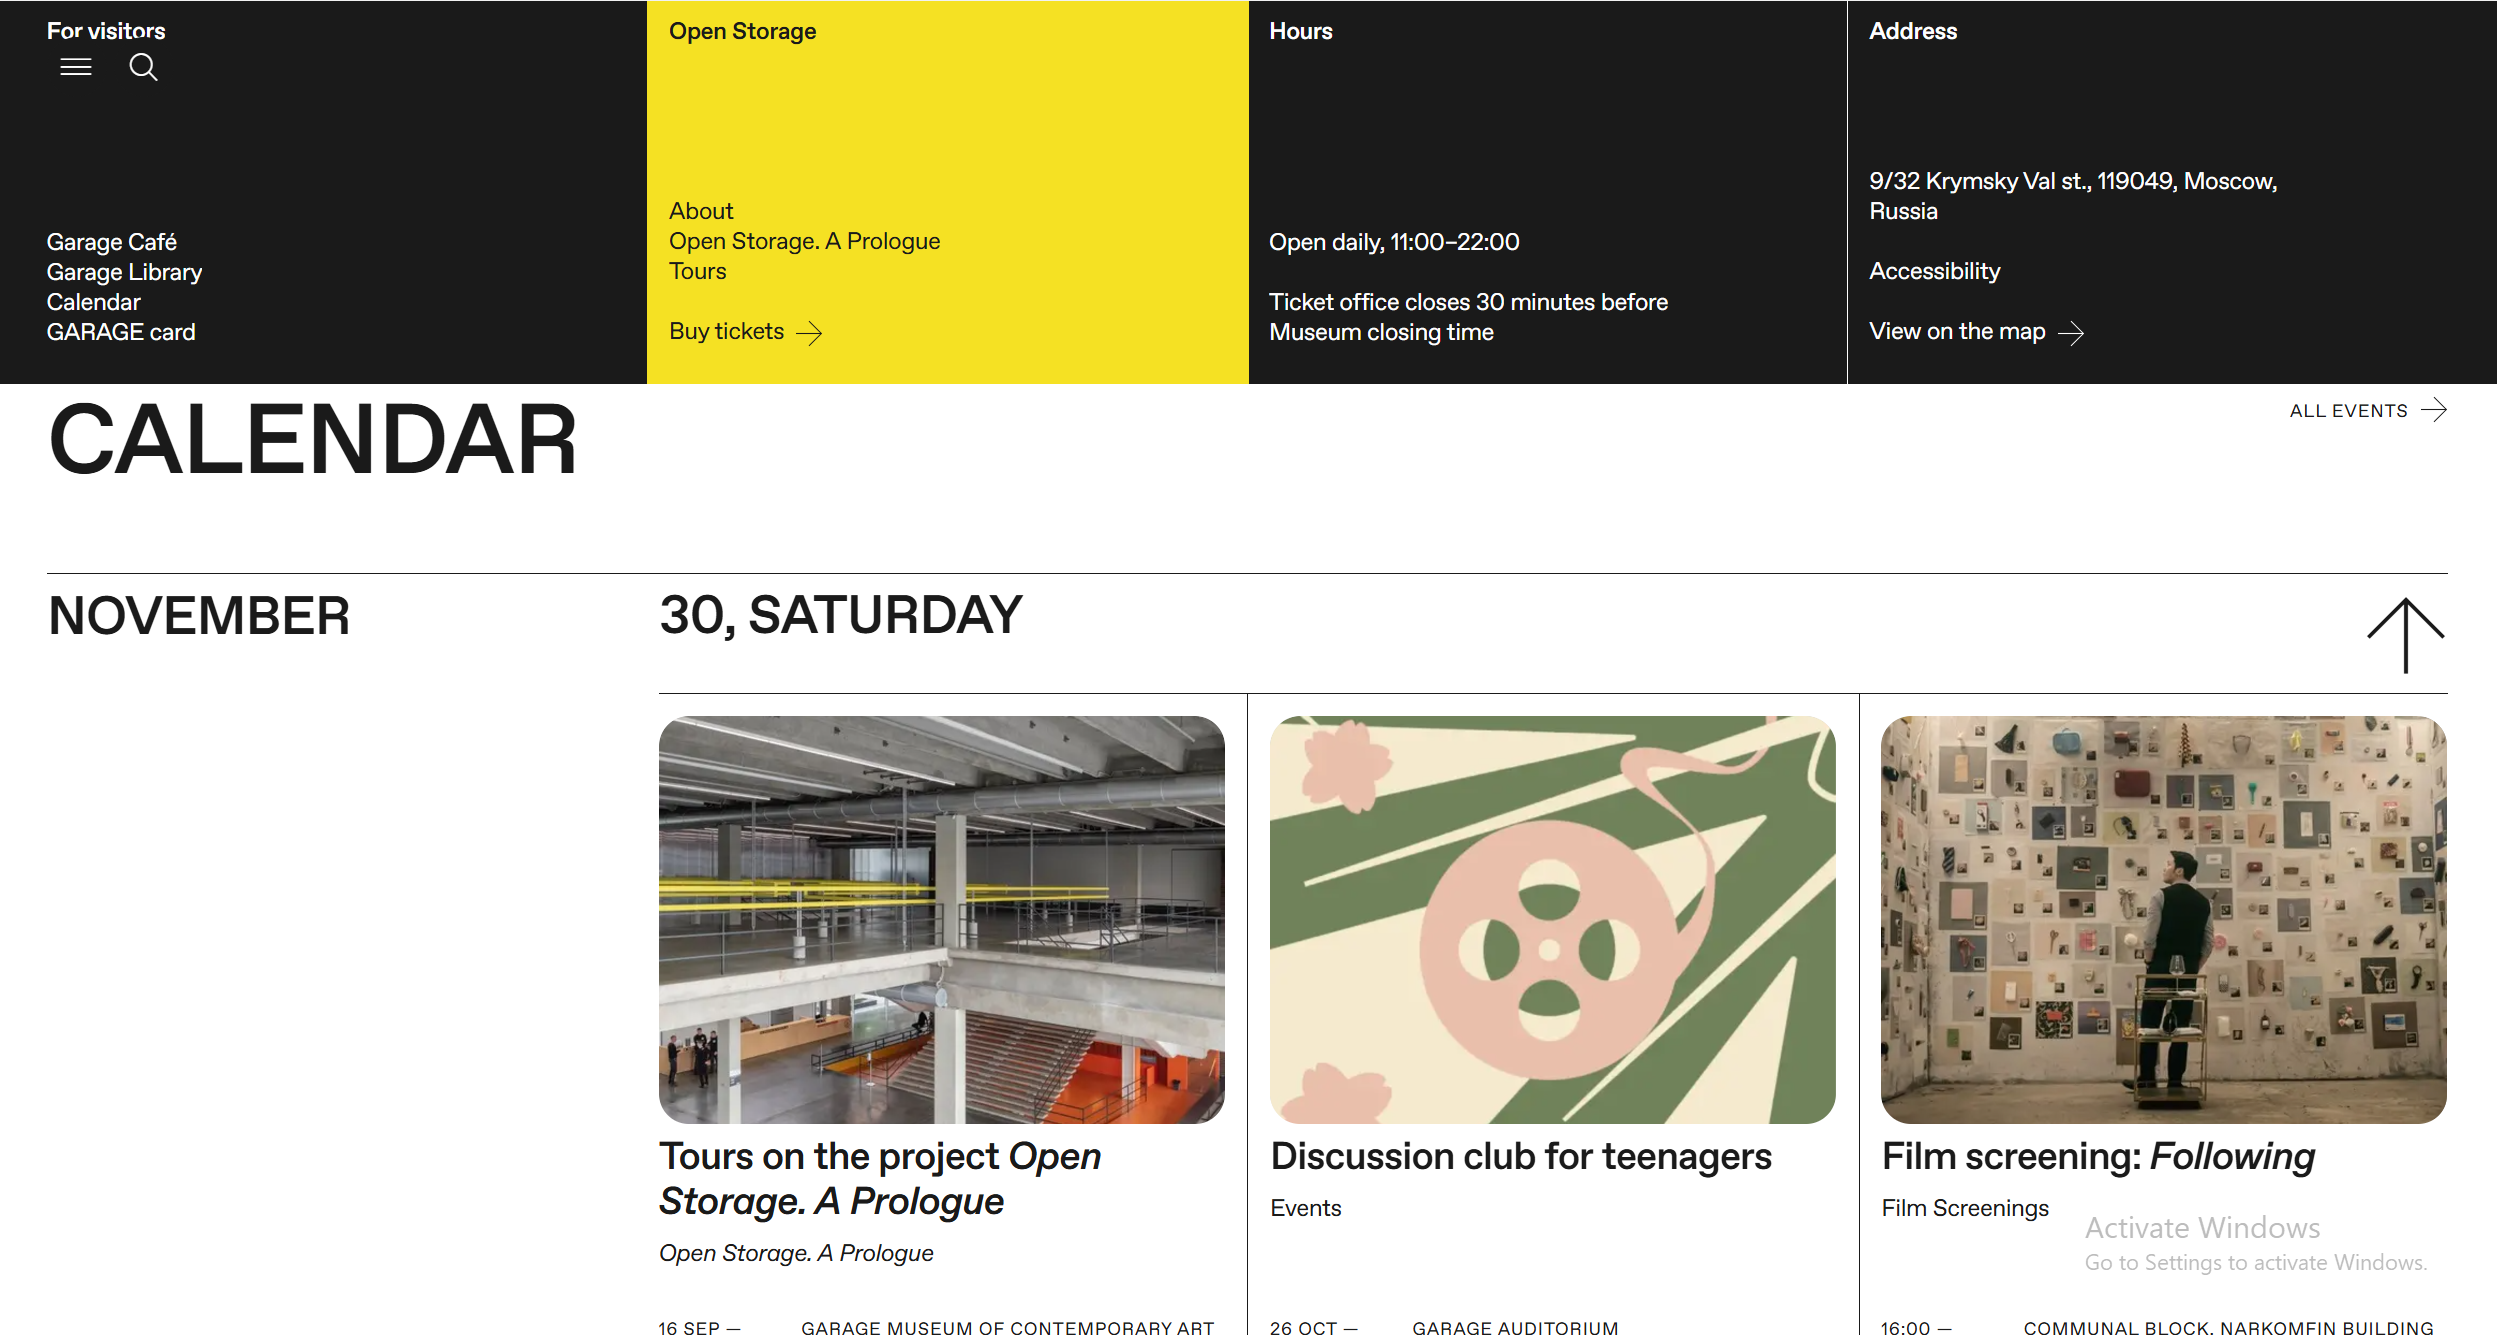 For visitors
Garage Café
Garage Library
Calendar
GARAGE card
Open Storage
About
Open Storage. A Prologue
Tours
Buy tickets
Hours
Open daily, 11:00–22:00
Ticket office closes 30 minutes before
Museum closing time
Address
9/32 Krymsky Val st., 119049, Moscow,
Russia
Accessibility
View on the map
CALENDAR
ALL EVENTS
NOVEMBER
30, SATURDAY
Tours on the project Open
Storage. A Prologue
Open Storage. A Prologue
16 SEP —
GARAGE MUSEUM OF CONTEMPORARY ART
Discussion club for teenagers
Events
26 OCT —
GARAGE AUDITORIUM
Film screening: Following
Film Screenings
16:00 —
COMMUNAL BLOCK, NARKOMFIN BUILDING
Activate Windows
Go to Settings to activate Windows.